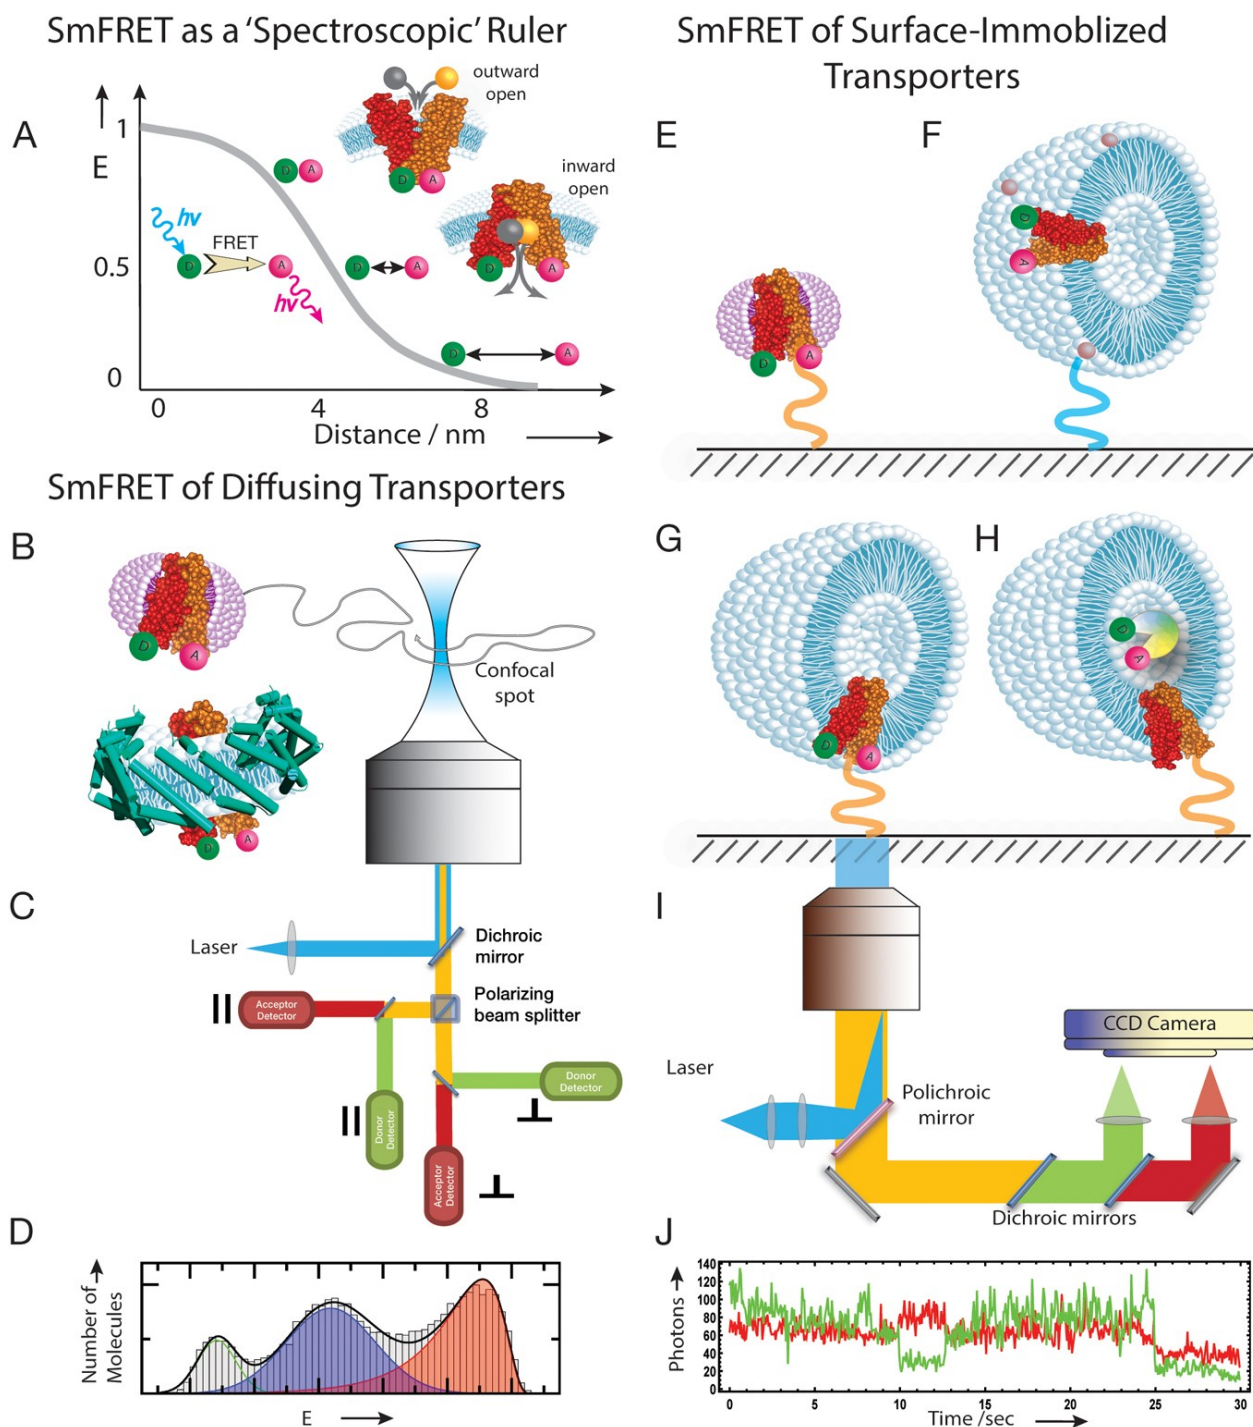 SmFRET as a ‘Spectroscopic’ Ruler
A
E
1
0.5
0
hν
FRET
D
A
hν
D
A
D
A
D
A
outward
open
D
A
inward
open
D
A
0
4
8
Distance / nm
SmFRET of Diffusing Transporters
B
D
A
D
A
Confocal
spot
C
Laser
Dichroic
mirror
Polarizing
beam splitter
Acceptor
Detector
Donor
Detector
Donor
Detector
Acceptor
Detector
D
Number of
Molecules
E
SmFRET of Surface-Immoblized
Transporters
E
D
A
F
D
A
G
D
A
H
D
A
I
Laser
Polichroic
mirror
CCD Camera
Dichroic mirrors
J
Photons
140
120
100
80
60
40
20
0
0
5
10
15
20
25
30
Time /sec